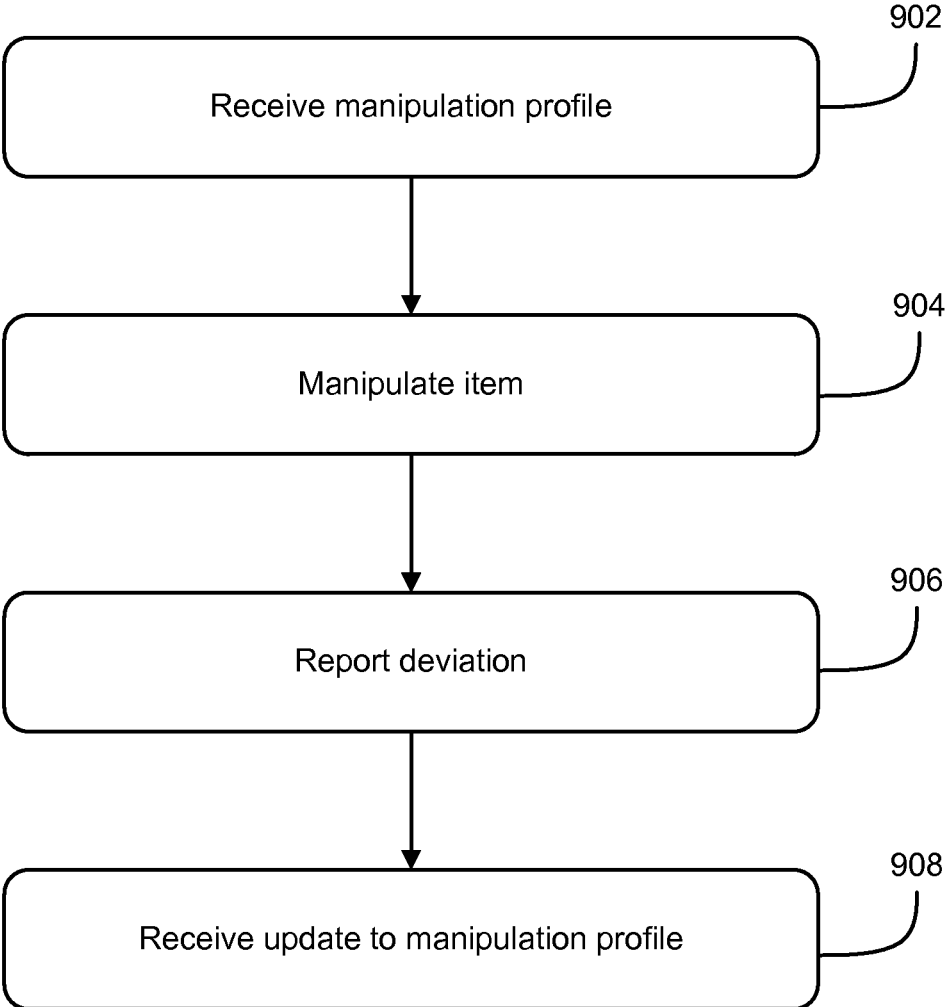 902
Receive manipulation profile
904
Manipulate item
906
Report deviation
908
Receive update to manipulation profile